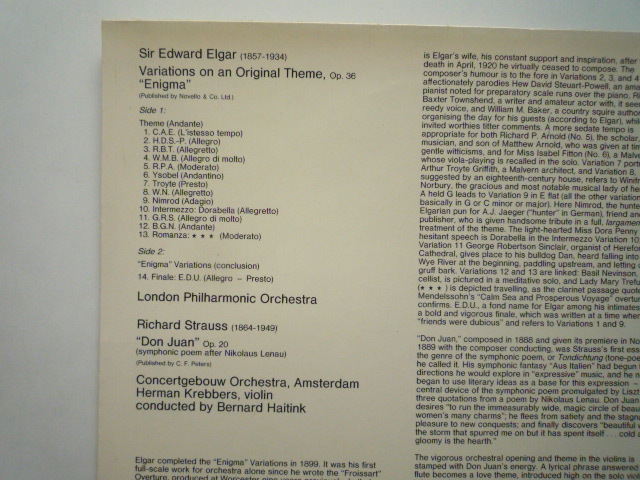 Sir Edward Elgar (1857-1934)
Variations on an Original Theme, Op. 36
"Enigma"
(Published by Novello & Co. Ltd.)
Side 1:
Theme (Andante)
1. C.A.E. (L'istesso tempo)
2. H.D.S.-P. (Allegro)
3. R.B.T. (Allegretto)
4. W.M.B. (Allegro di molto)
5. R.P.A. (Moderato)
6. Ysobel (Andantino)
7. Troyte (Presto)
8. W.N. (Allegretto)
9. Nimrod (Adagio)
10. Intermezzo: Dorabella (Allegretto)
11. G.R.S. (Allegro di molto)
12. B.G.N. (Andante)
13. Romanza: ★ ★ ★ (Moderato)
Side 2:
"Enigma" Variations (conclusion)
14. Finale: E.D.U. (Allegro – Presto)
London Philharmonic Orchestra
Richard Strauss (1864-1949)
"Don Juan" Op. 20
(symphonic poem after Nikolaus Lenau)
(Published by C. F. Peters)
Concertgebouw Orchestra, Amsterdam
Herman Krebbers, violin
conducted by Bernard Haitink
Elgar completed the "Enigma" Variations in 1899. It was his first
full-scale work for orchestra alone since he wrote the "Froissart"
Overture, produced at Worcester nine years
is Elgar's wife, his constant support and inspiration, after
death in April, 1920 he virtually ceased to compose. The
composer's humour is to the fore in Variations 2, 3, and 4
affectionately parodies Hew David Steuart-Powell, an ama
pianist noted for preparatory scale runs over the piano, Ri
Baxter Townshend, a writer and amateur actor with, it see
reedy voice, and William M. Baker, a country squire author
organising the day for his guests (according to Elgar), whil
invited worthies titter comments. A more sedate tempo is
appropriate for both Richard P. Arnold (No. 5), the scholar,
musician, and son of Matthew Arnold, who was given at tim
gentle witticisms, and for Miss Isabel Fitton (No. 6), a Malve
whose viola-playing is recalled in the solo. Variation 7 portr
Arthur Troyte Griffith, a Malvern architect, and Variation 8,
suggested by an eighteenth-century house, refers to Winifr
Norbury, the gracious and most notable musical lady of he
A held G leads to Variation 9 in E flat (all the other variation
basically in G or C minor or major). Here Nimrod, the hunte
Elgarian pun for A.J. Jaeger ("hunter" in German), friend an
publisher, who is given handsome tribute in a full, largamen
treatment of the theme. The light-hearted Miss Dora Penny
hesitant speech is Dorabella in the Intermezzo Variation 10
Variation 11 George Robertson Sinclair, organist of Herefor
Cathedral, gives place to his bulldog Dan, heard falling into
Wye River at the beginning, paddling upstream, and letting
gruff bark. Variations 12 and 13 are linked: Basil Nevinson,
cellist, is pictured in a meditative solo, and Lady Mary Trefu
(★ ★ ★) is depicted travelling, as the clarinet passage quote
Mendelssohn's "Calm Sea and Prosperous Voyage" overtu
confirms. E.D.U., a fond name for Elgar among his intimates
a bold and vigorous finale, which was written at a time when
"friends were dubious" and refers to Variations 1 and 9.
"Don Juan," composed in 1888 and given its première in No
1889 with the composer conducting, was Strauss's first ess
the genre of the symphonic poem, or Tondichtung (tone-poe
he called it. His symphonic fantasy "Aus Italien" had begun t
directions he would explore in "expressive" music, and he n
began to use literary ideas as a base for this expression –
central device of the symphonic poem promulgated by Liszt
three quotations from a poem by Nikolaus Lenau. Don Juan
desires "to run the immeasurably wide, magic circle of beau
women's many charms"; he flees from satiety and the stagna
pleasure to new conquests; and finally discovers "beautiful w
the storm that spurred me on but it has spent itself . . . cold a
gloomy is the hearth."
The vigorous orchestral opening and theme in the violins is
stamped with Don Juan's energy. A lyrical phrase answered
flute becomes a love theme, introduced high on the solo viol